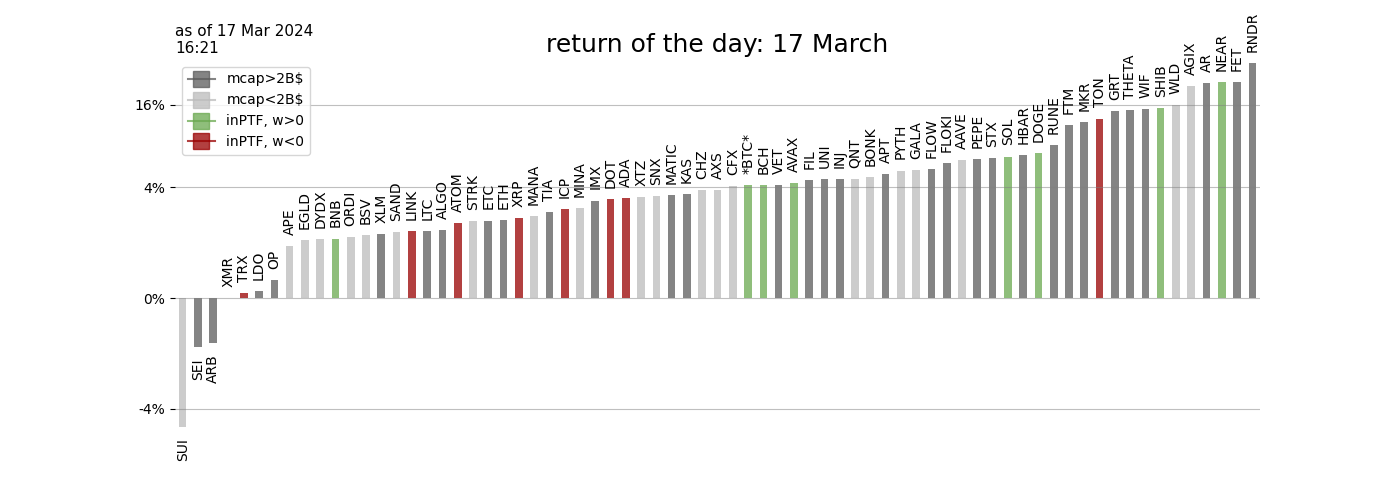 as of 17 Mar 2024
16:21
return of the day: 17 March
mcap>2B$
mcap<2B$
inPTF, w>0
inPTF, w<0
16%
4%
0%
-4%
SUI
SEI
ARB
XMR
TRX
LDO
OP
APE
EGLD
DYDX
BNB
ORDI
BSV
XLM
SAND
LINK
LTC
ALGO
ATOM
STRK
ETC
ETH
XRP
MANA
TIA
ICP
MINA
IMX
DOT
ADA
XTZ
SNX
MATIC
KAS
CHZ
AXS
CFX
*BTC*
BCH
VET
AVAX
FIL
UNI
INJ
QNT
BONK
APT
PYTH
GALA
FLOW
FLOKI
AAVE
PEPE
STX
SOL
HBAR
DOGE
RUNE
FTM
MKR
TON
GRT
THETA
WIF
SHIB
WLD
AGIX
AR
NEAR
FET
RNDR